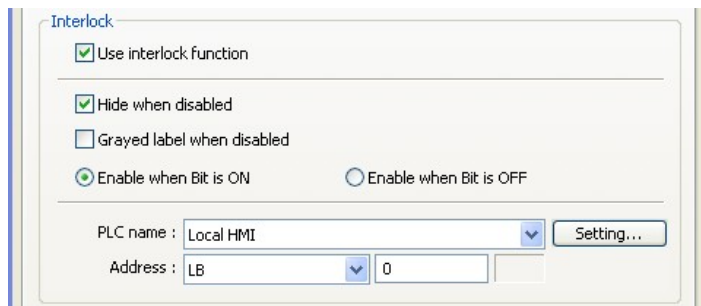 Interlock
Use interlock function
Hide when disabled
Grayed label when disabled
Enable when Bit is ON Enable when Bit is OFF
PLC name : Local HMI Setting...
Address : LB 0